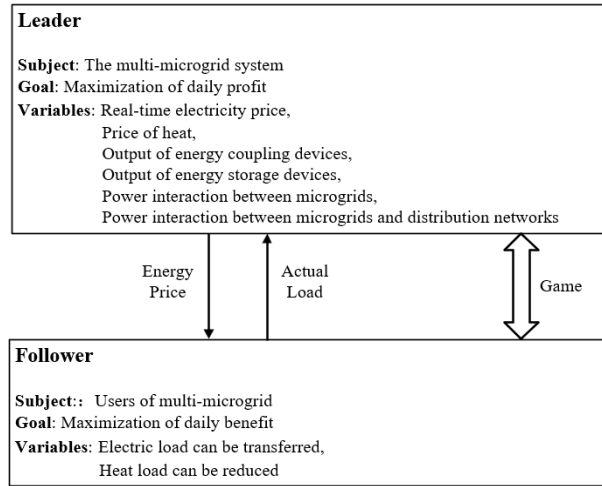 Leader
Subject: The multi-microgrid system
Goal: Maximization of daily profit
Variables: Real-time electricity price,
Price of heat,
Output of energy coupling devices,
Output of energy storage devices,
Power interaction between microgrids,
Power interaction between microgrids and distribution networks
Energy
Price
Actual
Load
Game
Follower
Subject:： Users of multi-microgrid
Goal: Maximization of daily benefit
Variables: Electric load can be transferred,
Heat load can be reduced